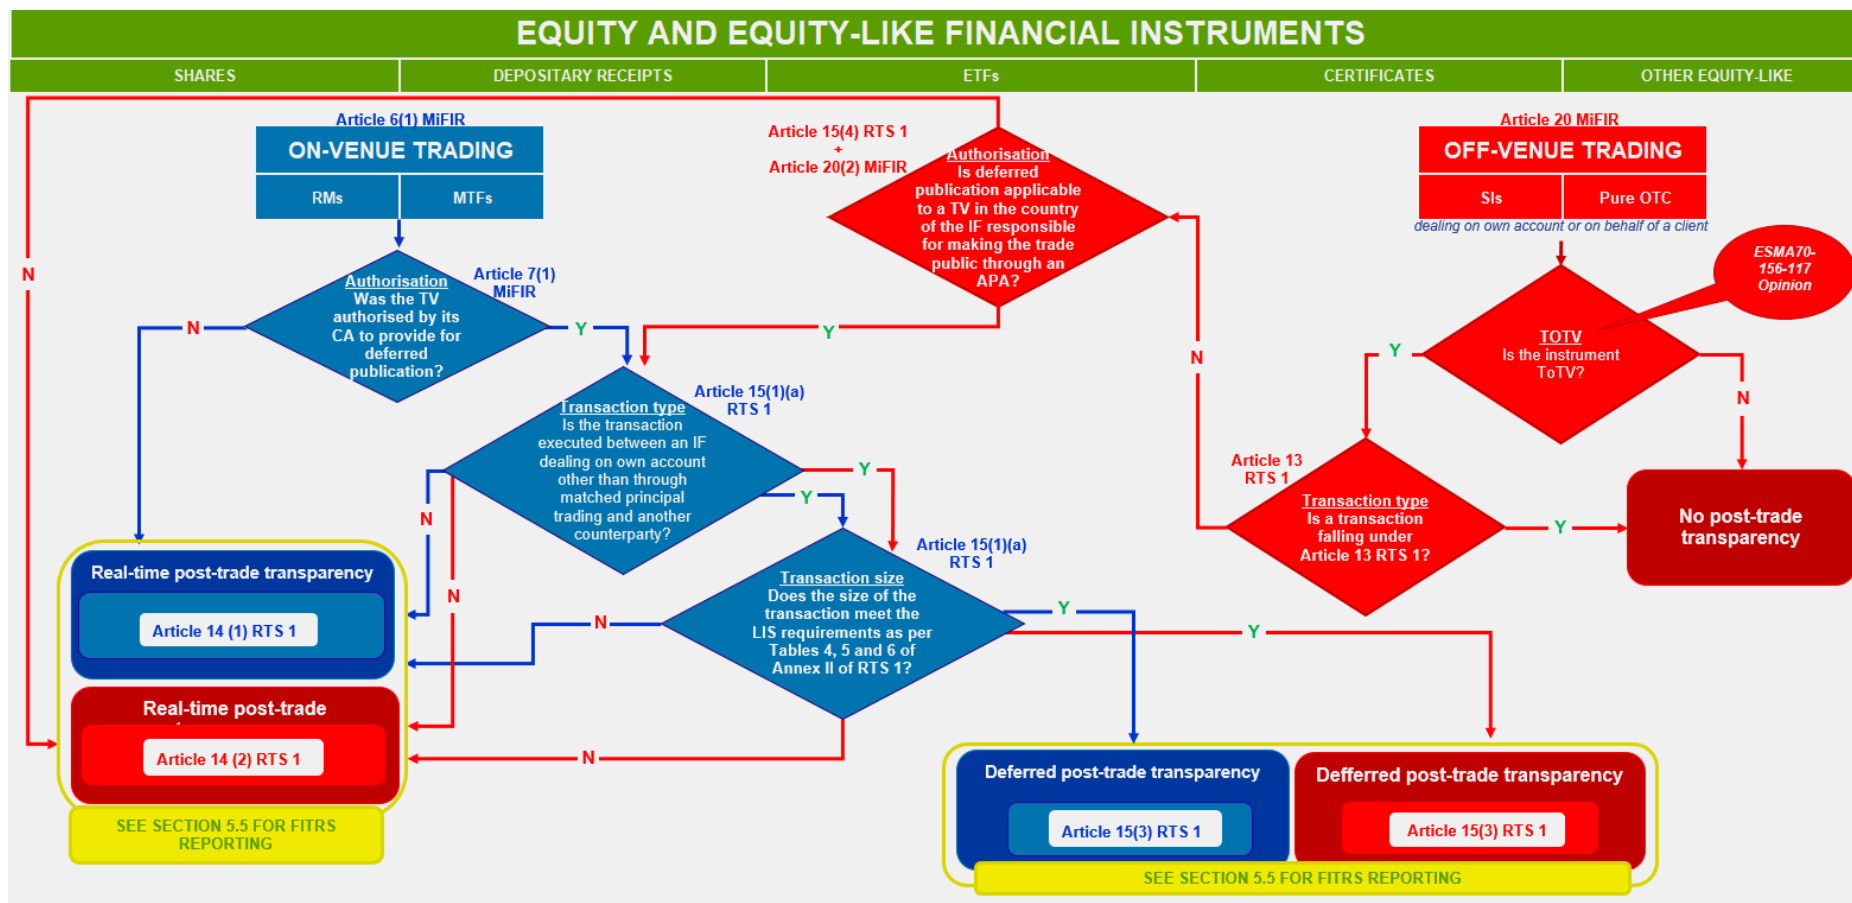 EQUITY AND EQUITY-LIKE FINANCIAL INSTRUMENTS
SHARES
DEPOSITARY RECEIPTS
ETFs
CERTIFICATES
OTHER EQUITY-LIKE
Article 6(1) MiFIR
ON-VENUE TRADING
RMs
MTFs
Article 15(4) RTS 1
+
Article 20(2) MiFIR
Authorisation
Is deferred
publication applicable
to a TV in the country
of the IF responsible
for making the trade
public through an
APA?
Article 20 MiFIR
OFF-VENUE TRADING
SIs
Pure OTC
dealing on own account or on behalf of a client
ESMA70-
156-117
Opinion
N
Authorisation
Was the TV
authorised by its
CA to provide for
deferred
publication?
Article 7(1)
MiFIR
N
Y
Y
TOTV
Is the instrument
ToTV?
Y
N
N
Article 15(1)(a)
RTS 1
Transaction type
Is the transaction
executed between an IF
dealing on own account
other than through
matched principal
trading and another
counterparty?
Y
Y
N
N
Article 13
RTS 1
Transaction type
Is a transaction
falling under
Article 13 RTS 1?
Y
No post-trade
transparency
Article 15(1)(a)
RTS 1
Transaction size
Does the size of the
transaction meet the
LIS requirements as per
Tables 4, 5 and 6 of
Annex II of RTS 1?
N
Y
Y
N
Real-time post-trade transparency
Article 14 (1) RTS 1
Real-time post-trade
Article 14 (2) RTS 1
SEE SECTION 5.5 FOR FITRS
REPORTING
Deferred post-trade transparency
Article 15(3) RTS 1
Defferred post-trade transparency
Article 15(3) RTS 1
SEE SECTION 5.5 FOR FITRS REPORTING